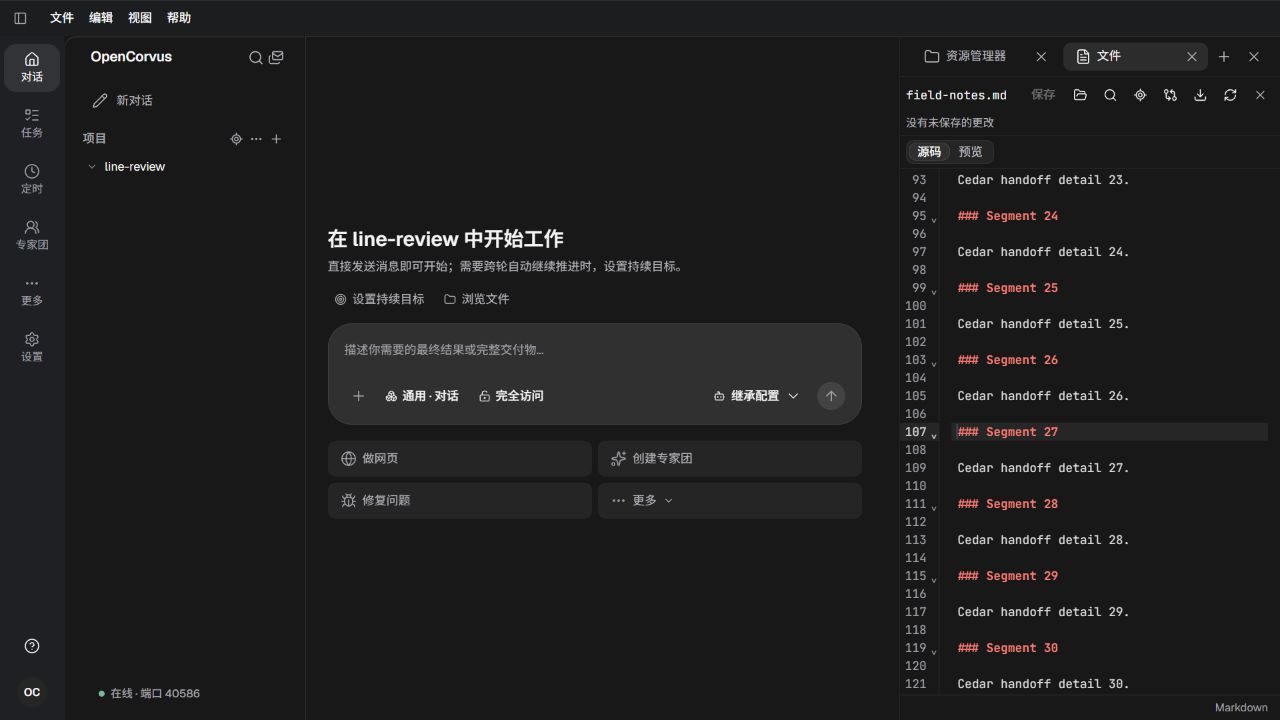 文件 编辑 视图 帮助
对话
任务
定时
专家团
更多
设置
OC
OpenCorvus
新对话
项目
line-review
在线 · 端口 40586
在 line-review 中开始工作
直接发送消息即可开始；需要跨轮自动继续推进时，设置持续目标。
设置持续目标 浏览文件
描述你需要的最终结果或完整交付物...
通用 · 对话 完全访问 继承配置
做网页 创建专家团
修复问题 更多
资源管理器 文件
field-notes.md 保存
没有未保存的更改
源码 预览
93 Cedar handoff detail 23.
94
95 ### Segment 24
96
97 Cedar handoff detail 24.
98
99 ### Segment 25
100
101 Cedar handoff detail 25.
102
103 ### Segment 26
104
105 Cedar handoff detail 26.
106
107 ### Segment 27
108
109 Cedar handoff detail 27.
110
111 ### Segment 28
112
113 Cedar handoff detail 28.
114
115 ### Segment 29
116
117 Cedar handoff detail 29.
118
119 ### Segment 30
120
121 Cedar handoff detail 30.
Markdown